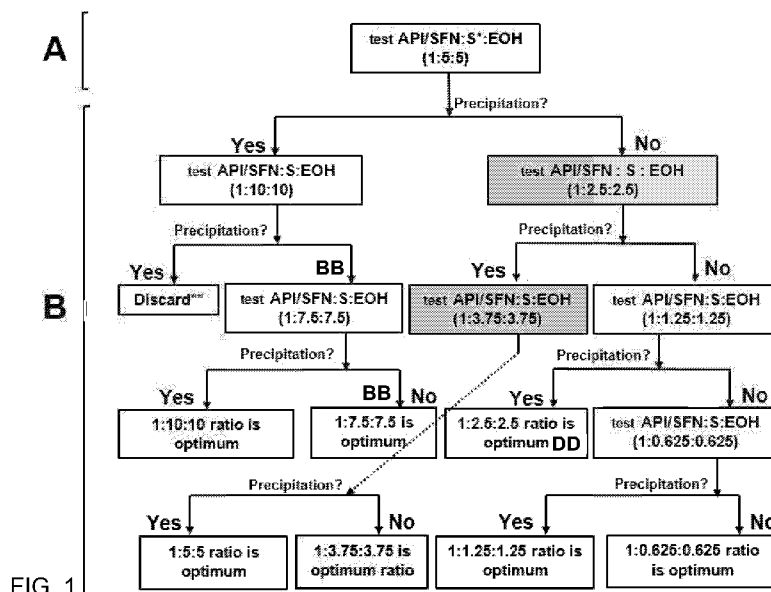 A
test API/SFN:S*:EOH
(1:5:5)
Precipitation?
Yes
No
test API/SFN:S:EOH
(1:10:10)
test API/SFN : S : EOH
(1:2.5:2.5)
Precipitation?
Precipitation?
B
Yes
BB
Yes
No
Discard**
test API/SFN:S:EOH
(1:7.5:7.5)
test API/SFN:S:EOH
(1:3.75:3.75)
test API/SFN:S:EOH
(1:1.25:1.25)
Precipitation?
Precipitation?
Yes
BB
No
Yes
No
1:10:10 ratio is
optimum
1:7.5:7.5 is
optimum
1:2.5:2.5 ratio is
optimum DD
test API/SFN:S:EOH
(1:0.625:0.625)
Precipitation?
Precipitation?
Yes
No
Yes
No
1:5:5 ratio is
optimum
1:3.75:3.75 is
optimum ratio
1:1.25:1.25 ratio is
optimum
1:0.625:0.625 ratio
is optimum
FIG. 1